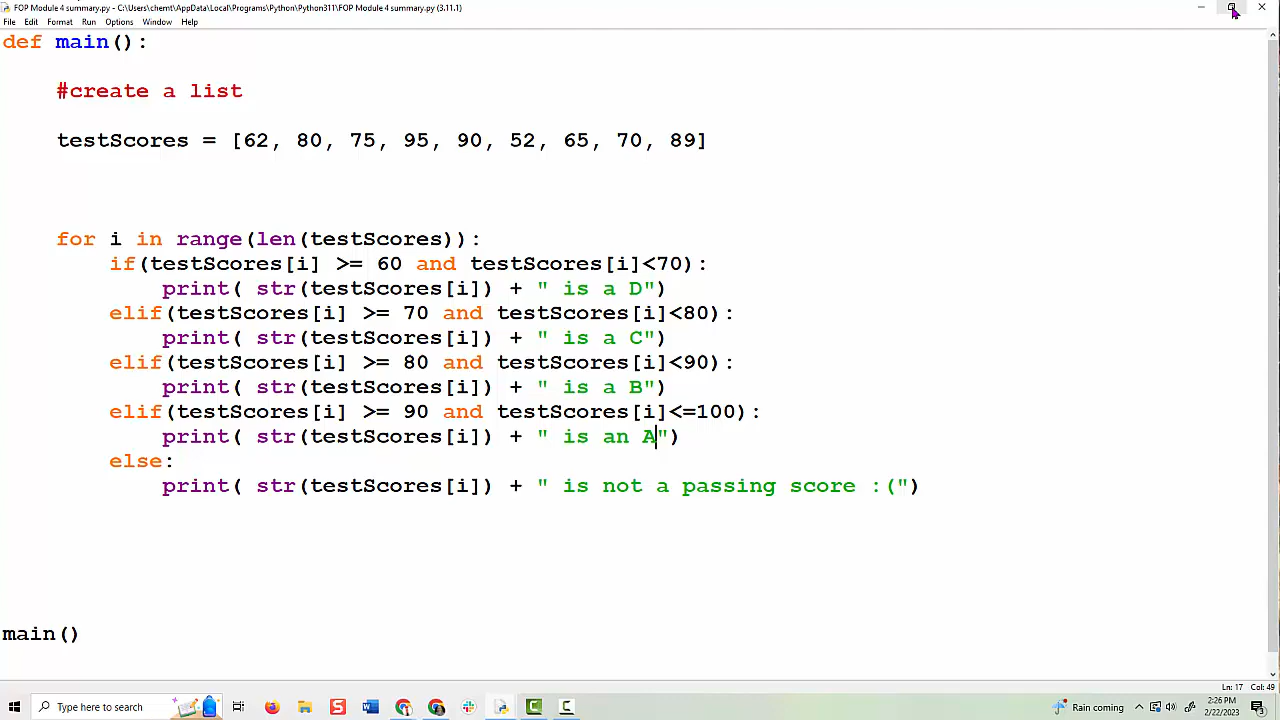 FOP Module 4 summary.py - C:\Users\chemt\AppData\Local\Programs\Python\Python311\FOP Module 4 summary.py (3.11.1)
File Edit Format Run Options Window Help
def main():
#create a list
testScores = [62, 80, 75, 95, 90, 52, 65, 70, 89]
for i in range(len(testScores)):
if(testScores[i] >= 60 and testScores[i]<70):
print( str(testScores[i]) + " is a D")
elif(testScores[i] >= 70 and testScores[i]<80):
print( str(testScores[i]) + " is a C")
elif(testScores[i] >= 80 and testScores[i]<90):
print( str(testScores[i]) + " is a B")
elif(testScores[i] >= 90 and testScores[i]<=100):
print( str(testScores[i]) + " is an A")
else:
print( str(testScores[i]) + " is not a passing score :(")
main()
Ln: 17 Col: 49
Type here to search
Rain coming
2:26 PM
2/22/2023